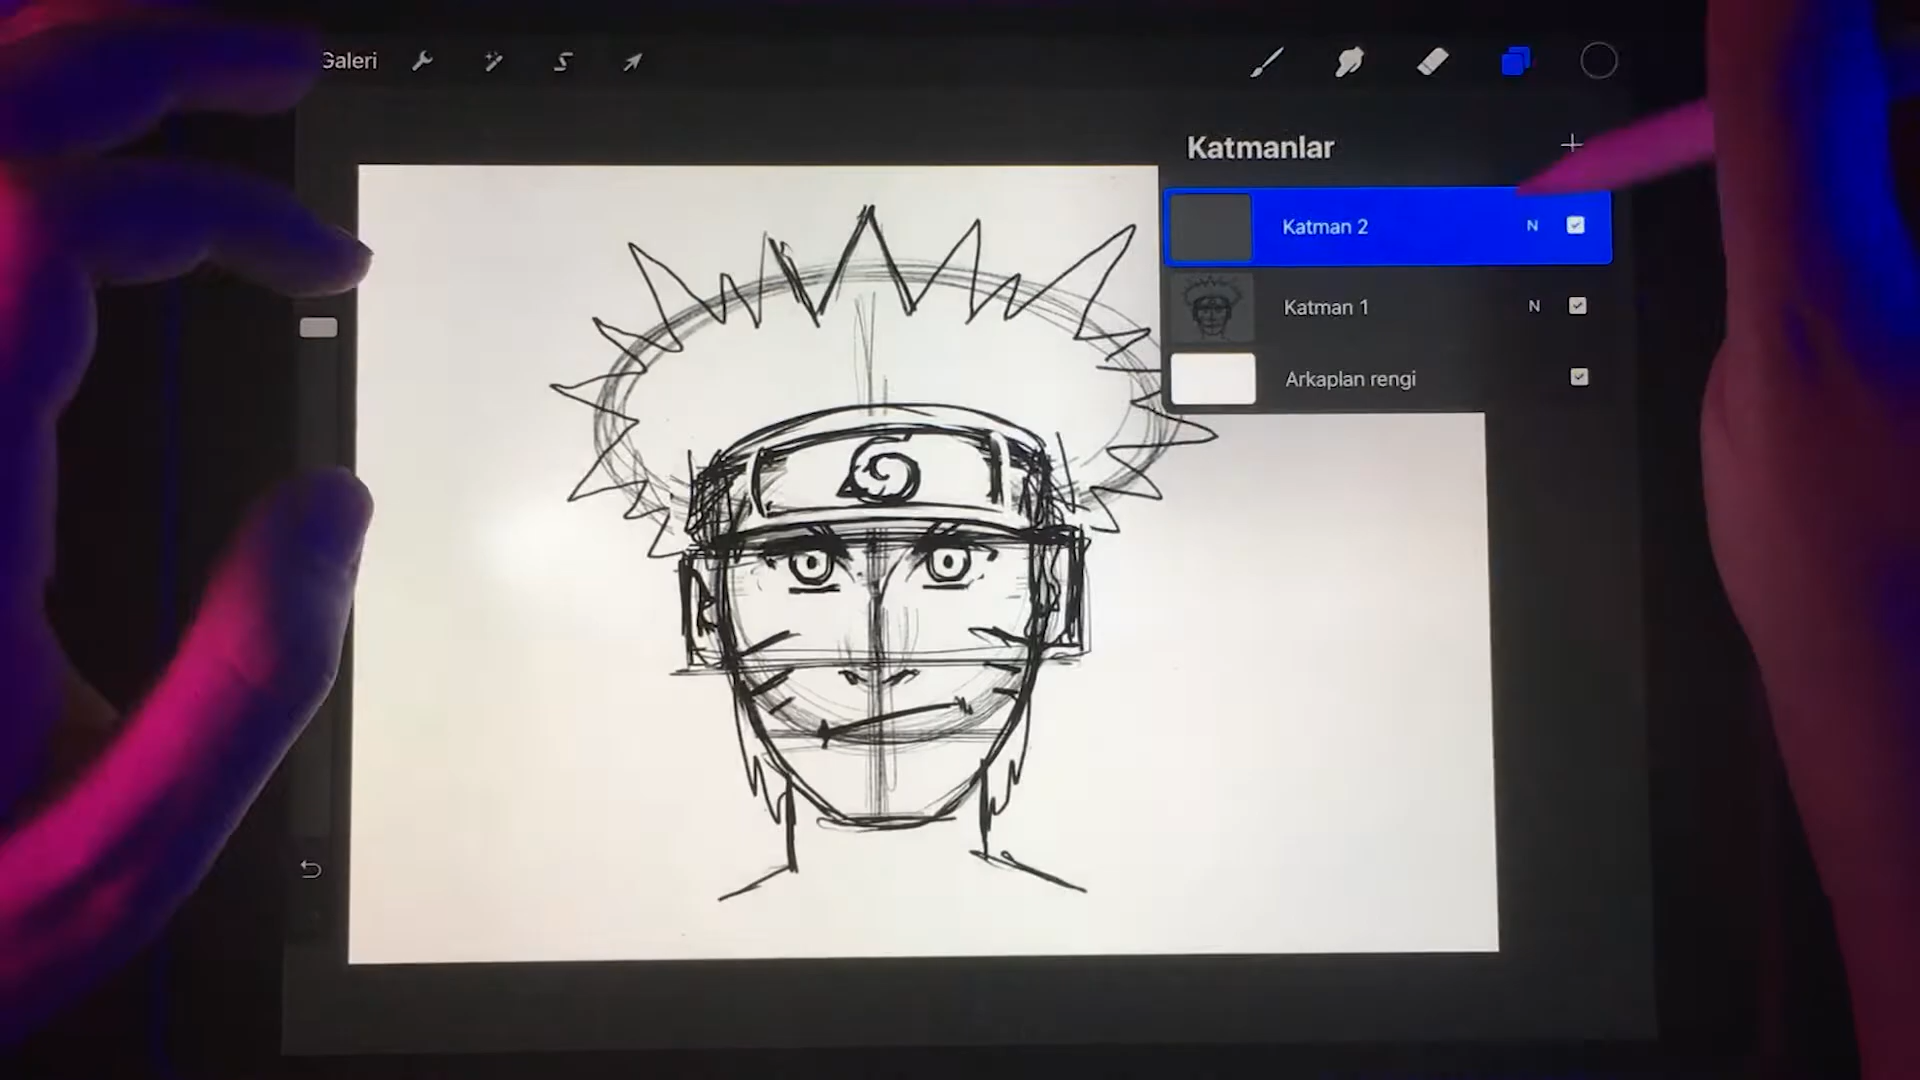 Galeri
Katmanlar
Katman 2 N
Katman 1 N
Arkaplan rengi